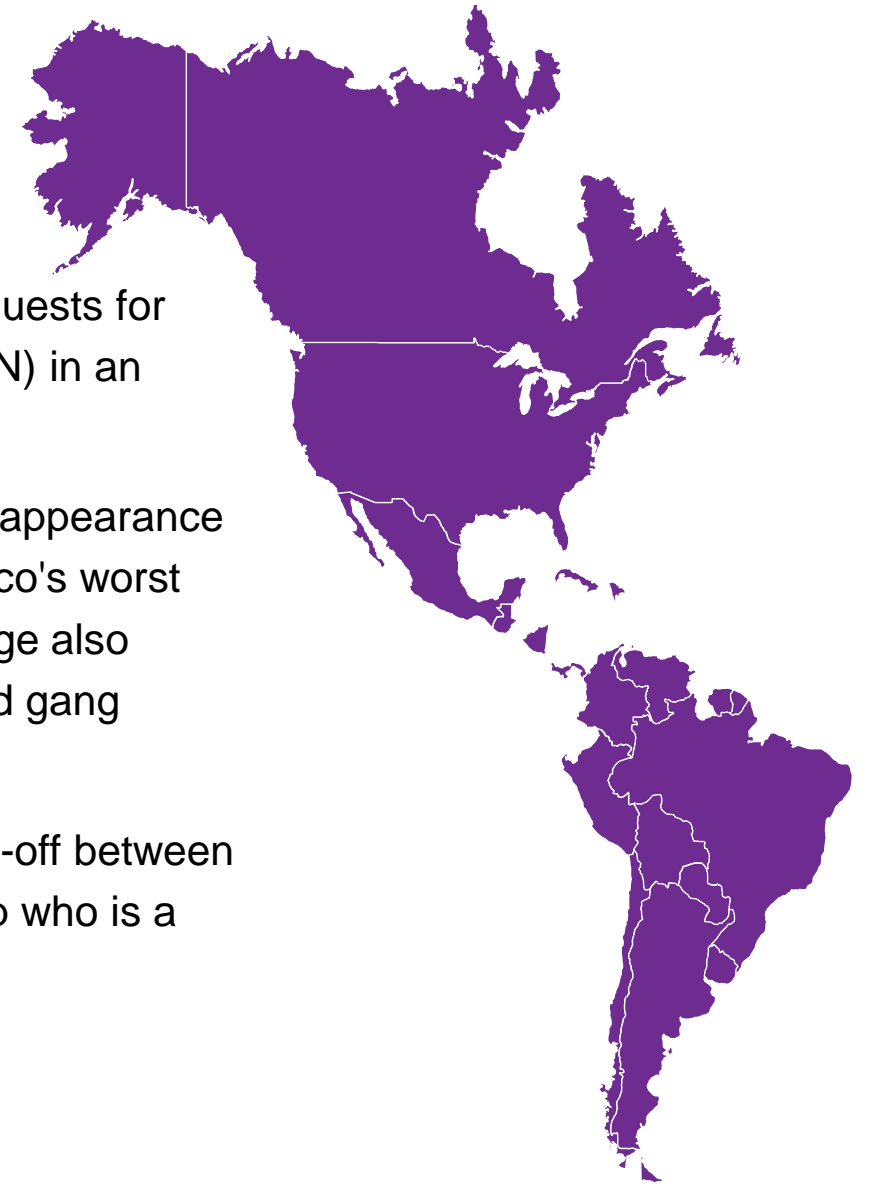 uests for
N) in an
appearance
co's worst
ge also
d gang
-off between
o who is a